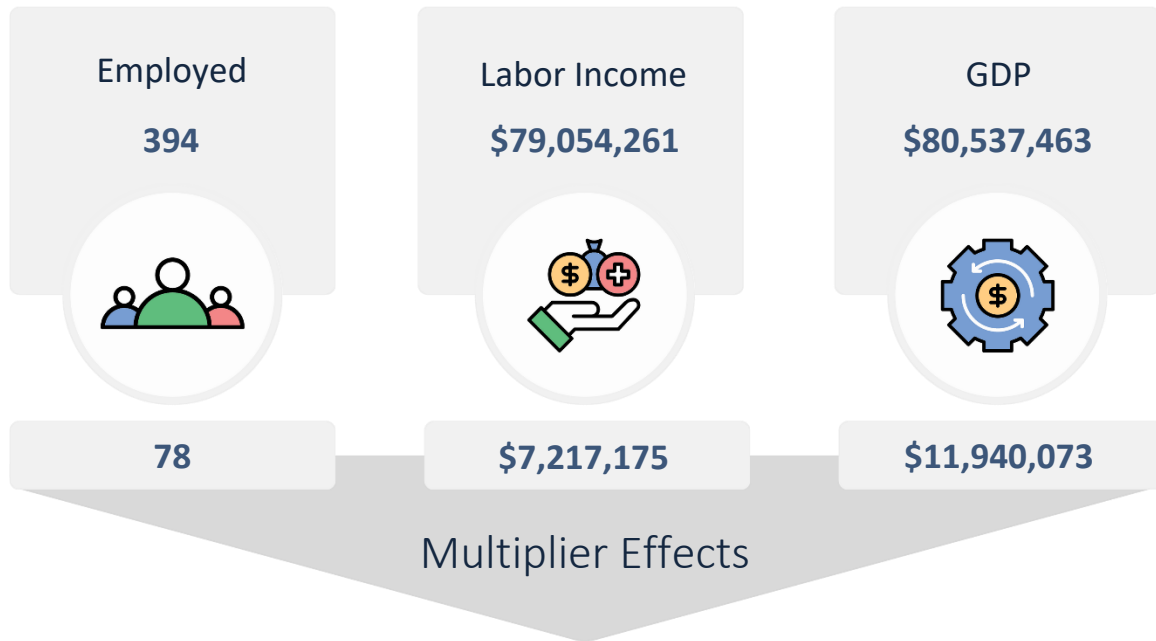 Employed
394
Labor Income
$79,054,261
GDP
$80,537,463
$
$
78
$7,217,175
$11,940,073
Multiplier Effects